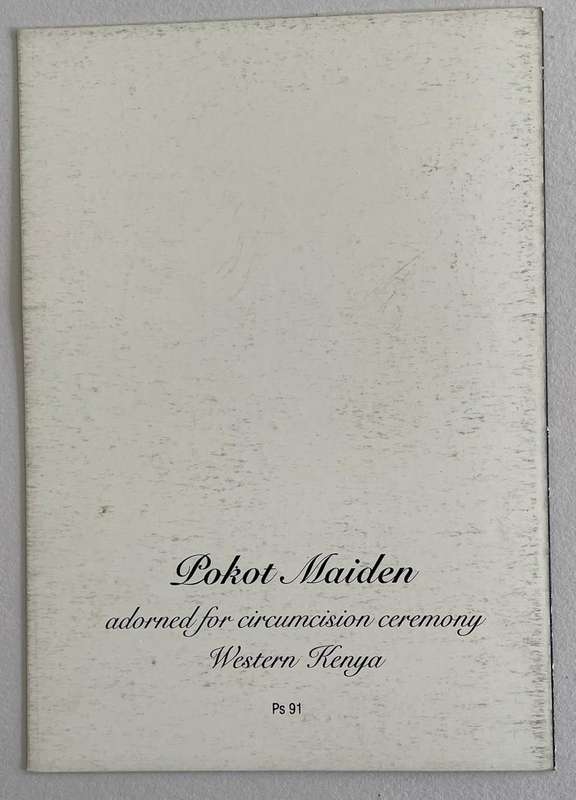 Pokot Maiden
adorned for circumcision ceremony
Western Kenya
Ps 91